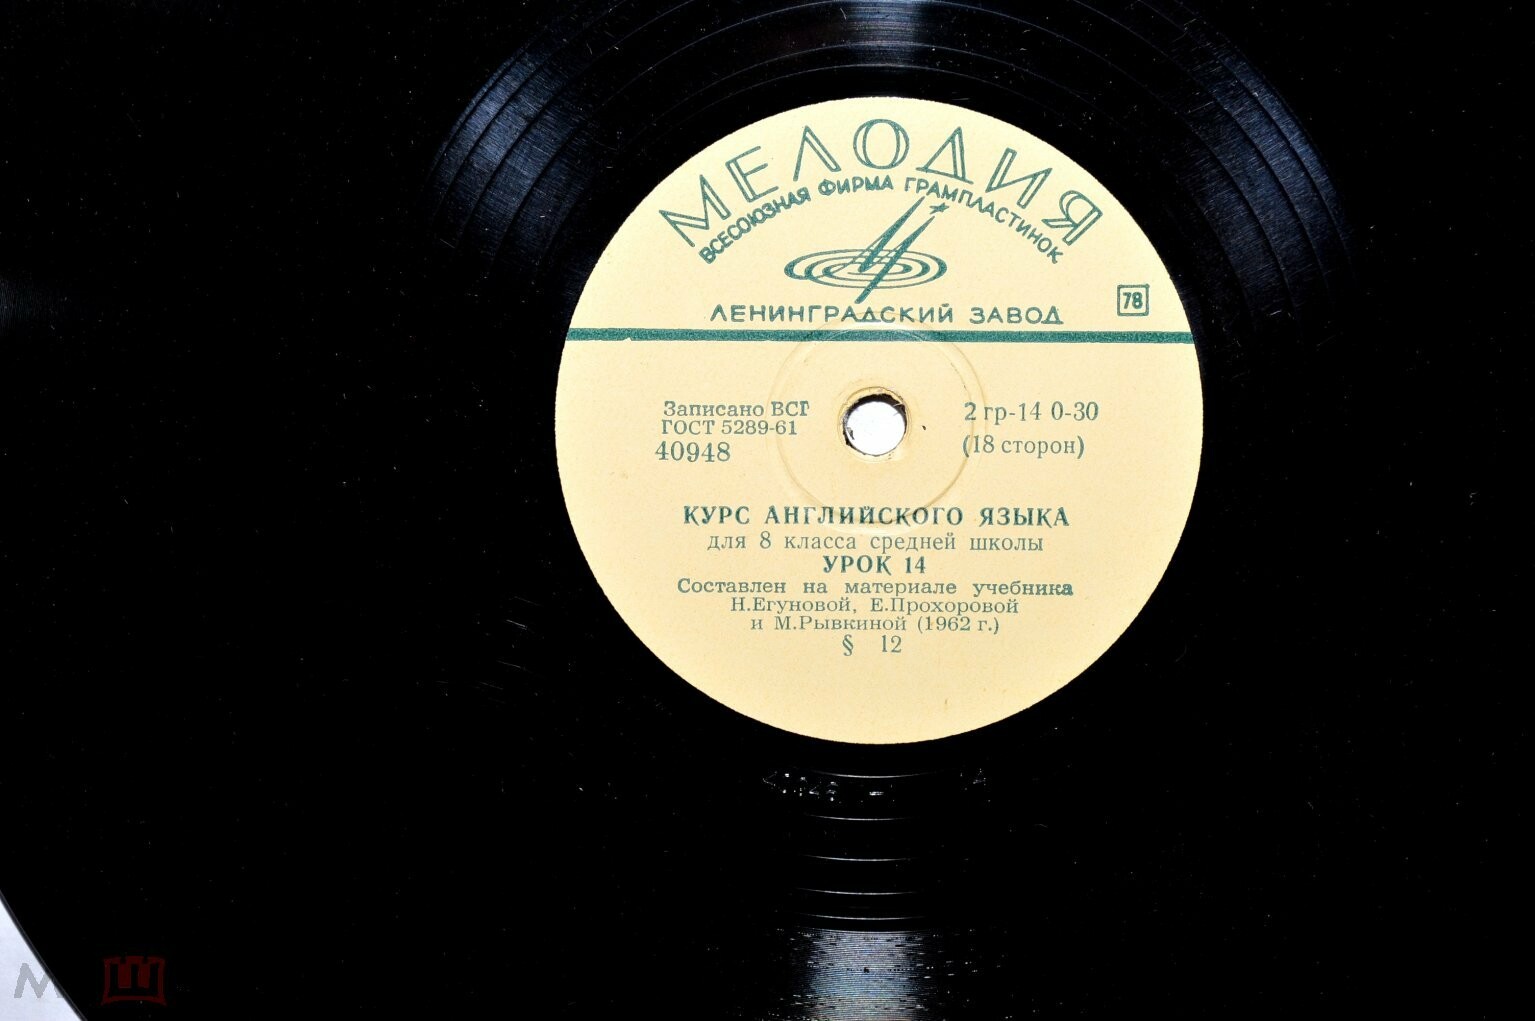 МЕЛОДИЯ
ВСЕСОЮЗНАЯ ФИРМА ГРАМПЛАСТИНОК
ЛЕНИНГРАДСКИЙ ЗАВОД
78
Записано ВСГ
ГОСТ 5289-61
40948
2 гр-14 0-30
(18 сторон)
КУРС АНГЛИЙСКОГО ЯЗЫКА
для 8 класса средней школы
УРОК 14
Составлен на материале учебника
Н.Егуновой, Е.Прохоровой
и М.Рывкиной (1962 г.)
§ 12